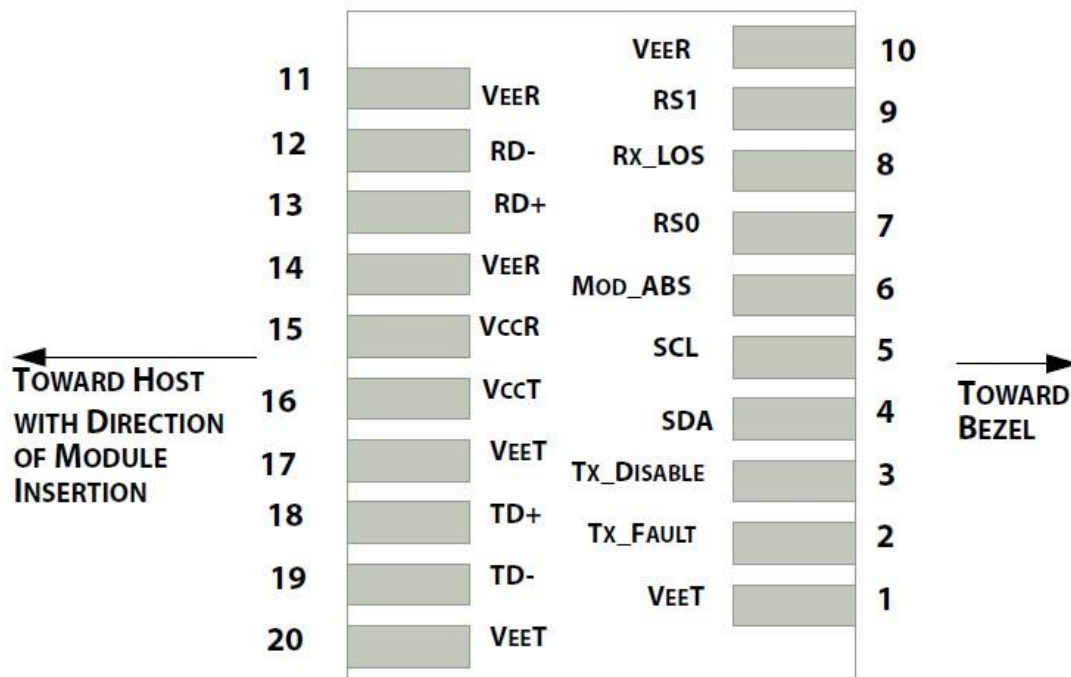 11
VEER
12
RD-
13
RD+
14
VEER
15
VCCR
16
VCCT
17
VEET
18
TD+
19
TD-
20
VEET
VEER
10
RS1
9
RX_LOS
8
RS0
7
MOD_ABS
6
SCL
5
SDA
4
TX_DISABLE
3
TX_FAULT
2
VEET
1
TOWARD HOST
WITH DIRECTION
OF MODULE
INSERTION
TOWARD
BEZEL